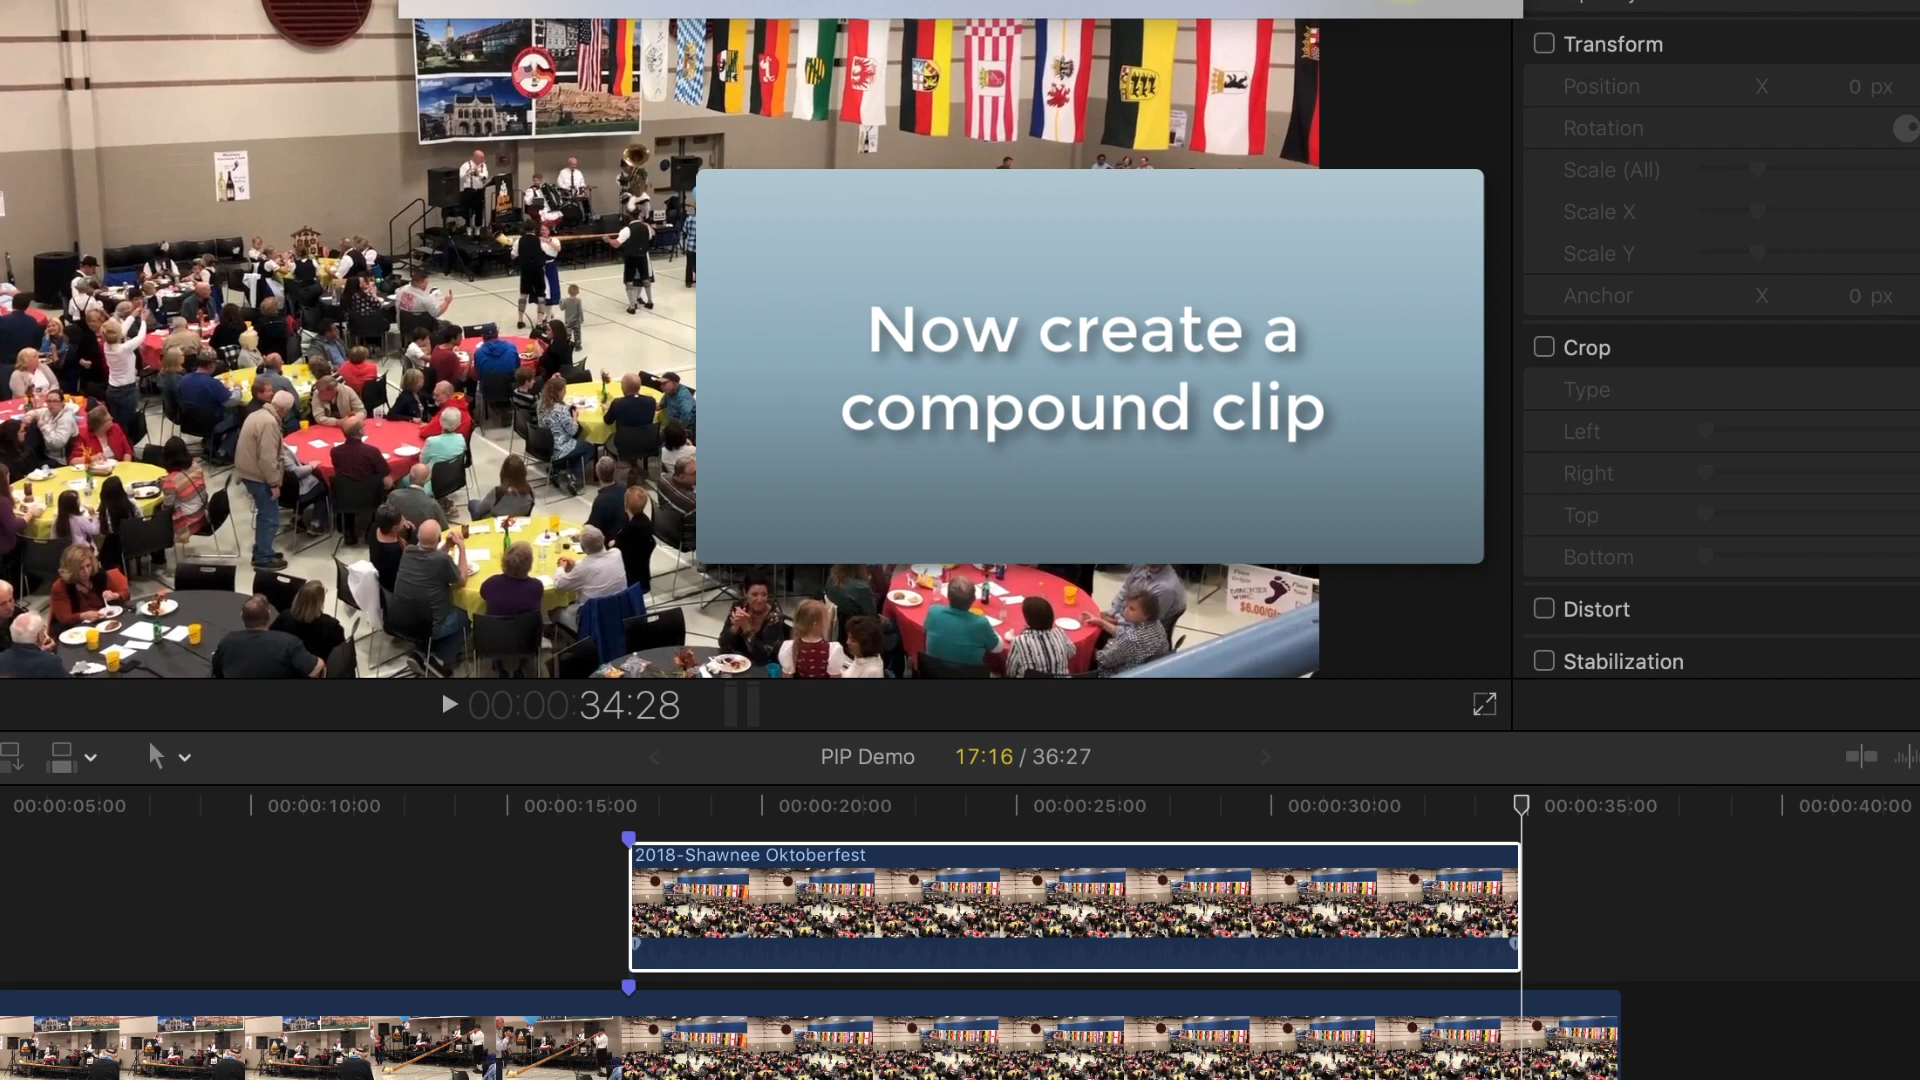 Transform
Position X 0 px
Rotation
Scale (All)
Scale X
Scale Y
Anchor X 0 px
Crop
Type
Left
Right
Top
Bottom
Distort
Stabilization
Now create a
compound clip
$6.00/Gl
00:00:34:28
PIP Demo 17:16 / 36:27
00:00:05:00 00:00:10:00 00:00:15:00 00:00:20:00 00:00:25:00 00:00:30:00 00:00:35:00 00:00:40:00
2018-Shawnee Oktoberfest